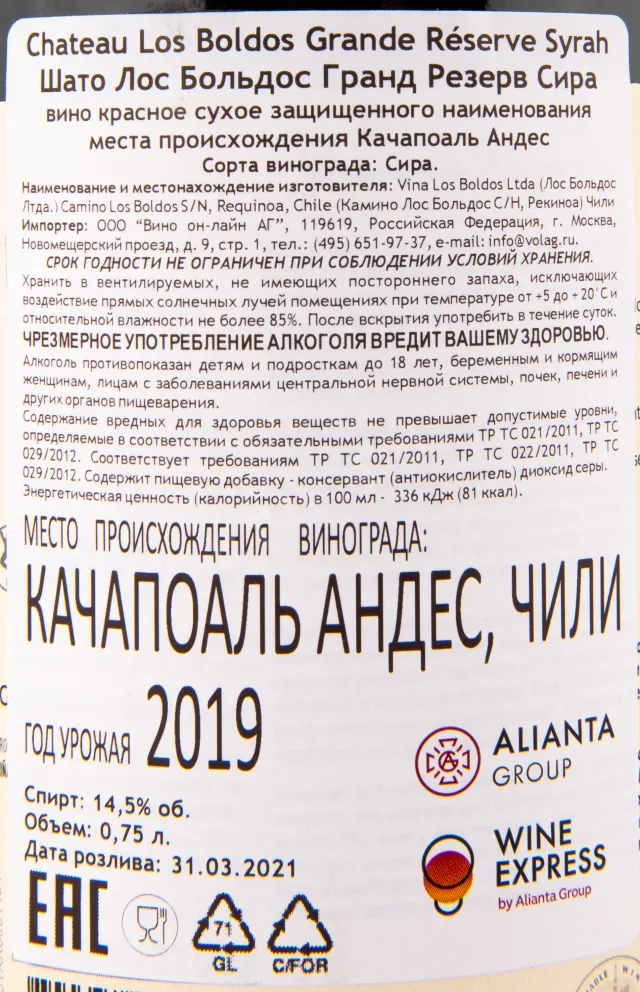 Chateau Los Boldos Grande Réserve Syrah
Шато Лос Больдос Гранд Резерв Сира
вино красное сухое защищенного наименования
места происхождения Качапоаль Андес
Сорта винограда: Сира.
Наименование и местонахождение изготовителя: Vina Los Boldos Ltda (Лос Больдос
Лтда.) Camino Los Boldos S/N, Requinoa, Chile (Камино Лос Больдос С/Н, Рекиноа) Чили
Импортер: ООО "Вино он-лайн АГ", 119619, Российская Федерация, г. Москва,
Новомещерский проезд, д. 9, стр. 1, тел.: (495) 651-97-37, e-mail: info@volag.ru.
СРОК ГОДНОСТИ НЕ ОГРАНИЧЕН ПРИ СОБЛЮДЕНИИ УСЛОВИЙ ХРАНЕНИЯ.
Хранить в вентилируемых, не имеющих постороннего запаха, исключающих
воздействие прямых солнечных лучей помещениях при температуре от +5 до + 20˚C и
относительной влажности не более 85%. После вскрытия употребить в течение суток.
ЧРЕЗМЕРНОЕ УПОТРЕБЛЕНИЕ АЛКОГОЛЯ ВРЕДИТ ВАШЕМУ ЗДОРОВЬЮ.
Алкоголь противопоказан детям и подросткам до 18 лет, беременным и кормящим
женщинам, лицам с заболеваниями центральной нервной системы, почек, печени и
других органов пищеварения.
Содержание вредных для здоровья веществ не превышает допустимые уровни,
определяемые в соответствии с обязательными требованиями ТР ТС 021/2011, ТР ТС
029/2012. Соответствует требованиям ТР ТС 021/2011, ТР ТС 022/2011, ТР ТС
029/2012. Содержит пищевую добавку - консервант (антиокислитель) диоксид серы.
Энергетическая ценность (калорийность) в 100 мл - 336 кДж (81 ккал).
МЕСТО ПРОИСХОЖДЕНИЯ ВИНОГРАДА:
КАЧАПОАЛЬ АНДЕС, ЧИЛИ
ГОД УРОЖАЯ 2019
ALIANTA
GROUP
Спирт: 14,5% об.
Объем: 0,75 л.
Дата розлива: 31.03.2021
WINE
EXPRESS
by Alianta Group
EAC
71
GL
C/FOR